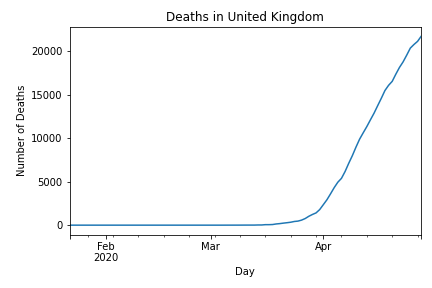 Deaths in United Kingdom
Number of Deaths
20000
15000
10000
5000
0
Feb
2020
Mar
Apr
Day